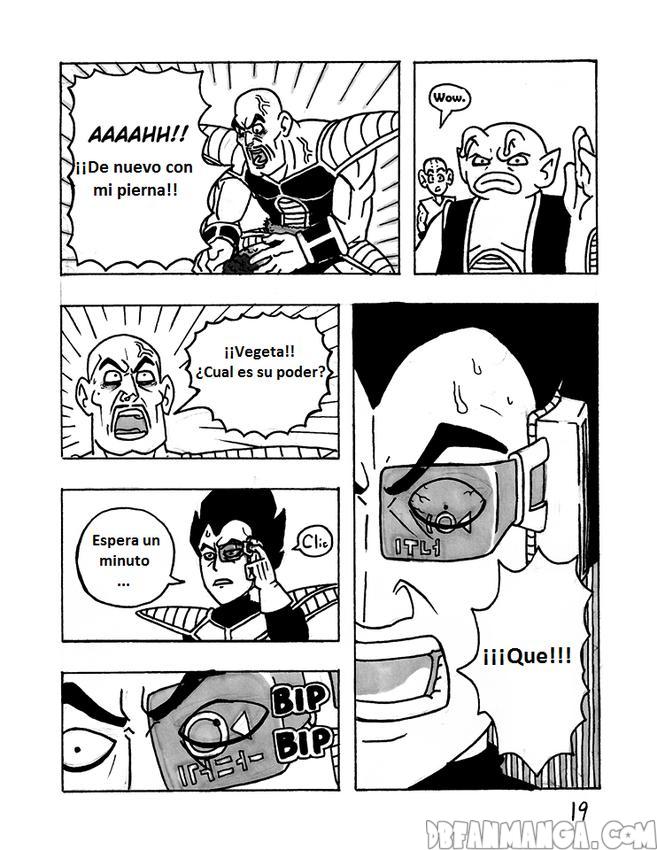 AAAAHH!!
¡¡De nuevo con
mi pierna!!
Wow.
¡¡Vegeta!!
¿Cual es su poder?
Espera un
minuto
...
Clic
BIP
BIP
¡¡¡Que!!!
19
DBFANMANGA.COM